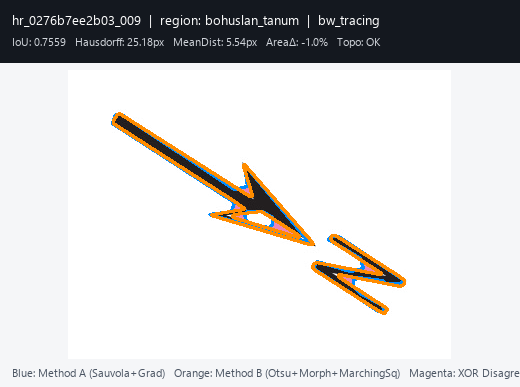 hr_0276b7ee2b03_009 | region: bohuslan_tanum | bw_tracing
IoU: 0.7559 Hausdorff: 25.18px MeanDist: 5.54px AreaΔ: -1.0% Topo: OK
Blue: Method A (Sauvola+Grad) Orange: Method B (Otsu+Morph+MarchingSq) Magenta: XOR Disagre